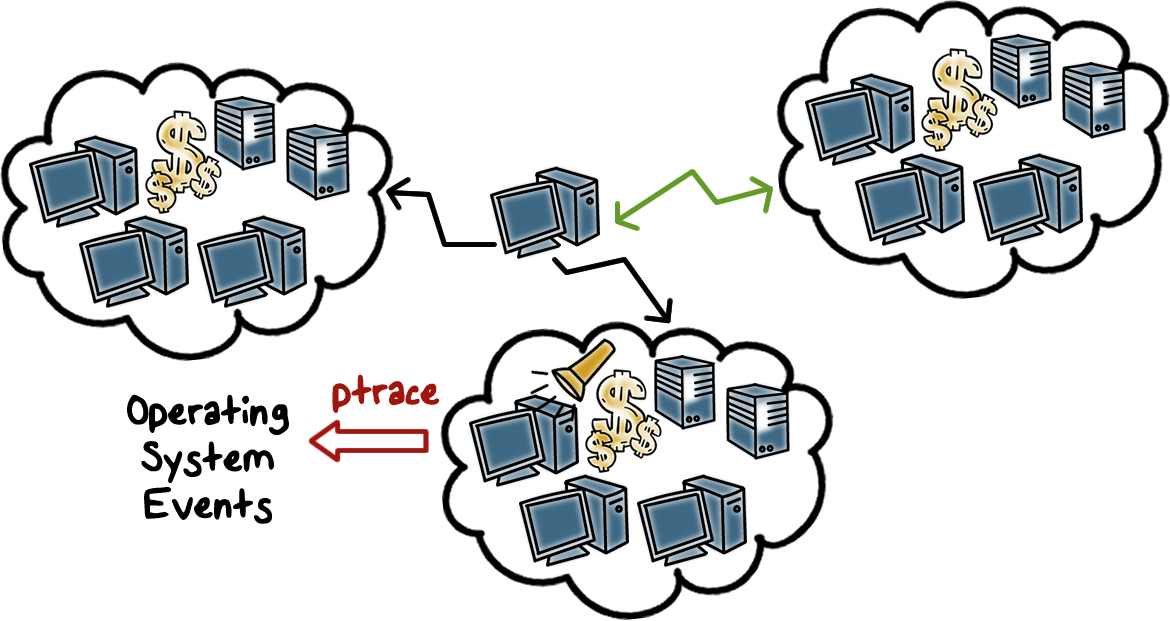 ptrace
Operating
System
Events